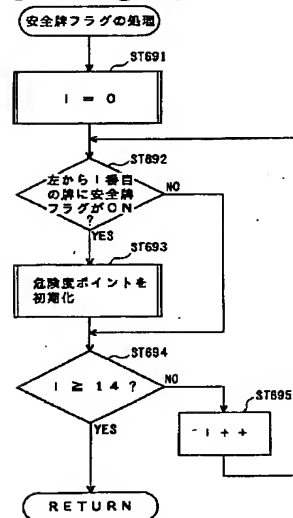 安全牌フラグの処理
ST691
I = 0
ST692
左から I 番目
の牌に安全牌
フラグがON
?
NO
YES
ST693
危険度ポイントを
初期化
ST694
I ≧ 14 ?
NO
ST695
YES
I + +
RETURN